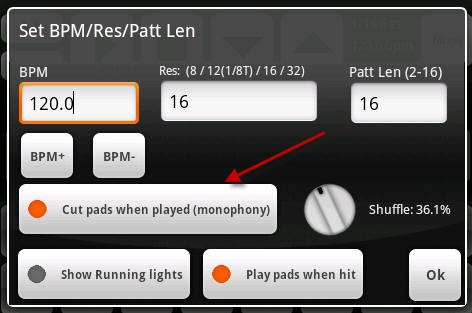 Set BPM/Res/Patt Len
BPM
Res: (8 / 12(1/8T) / 16 / 32)
Patt Len (2-16)
120.0
16
16
BPM+
BPM-
Cut pads when played (monophony)
Shuffle: 36.1%
Show Running lights
Play pads when hit
Ok